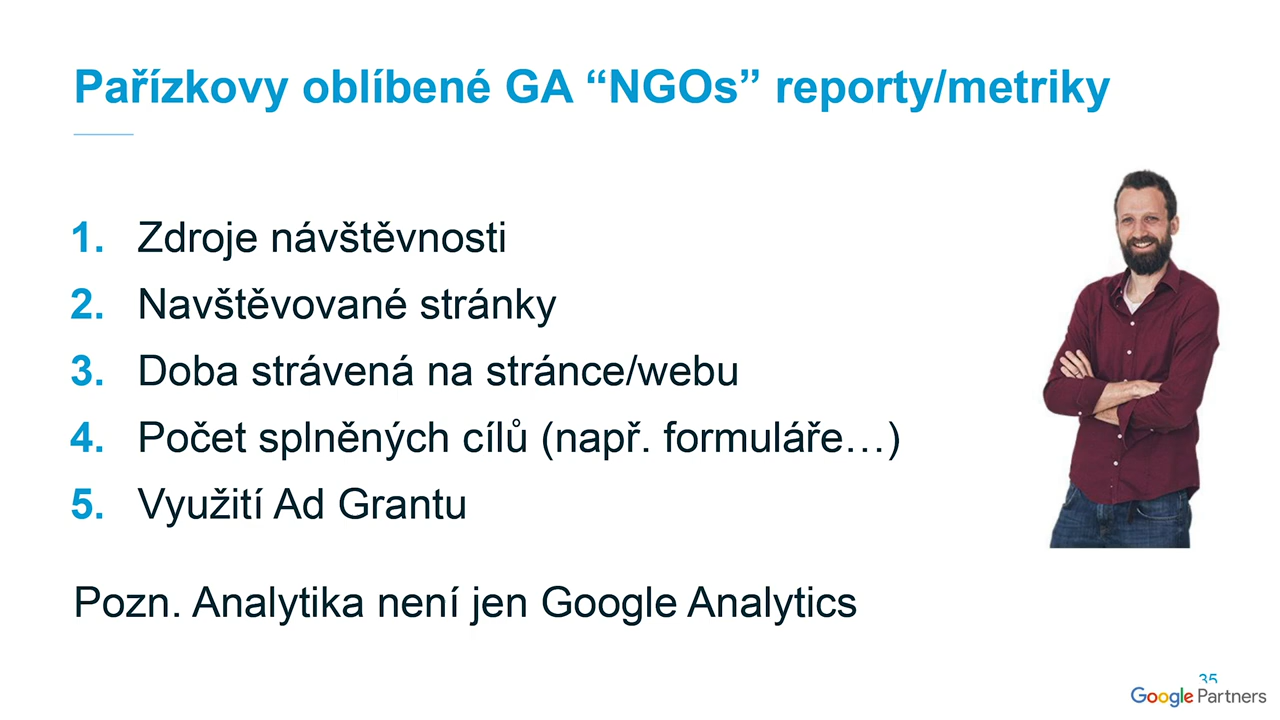 Pařízkovy oblíbené GA “NGOs” reporty/metriky
1. Zdroje návštěvnosti
2. Navštěvované stránky
3. Doba strávená na stránce/webu
4. Počet splněných cílů (např. formuláře…)
5. Využití Ad Grantu
Pozn. Analytika není jen Google Analytics
35
Google Partners